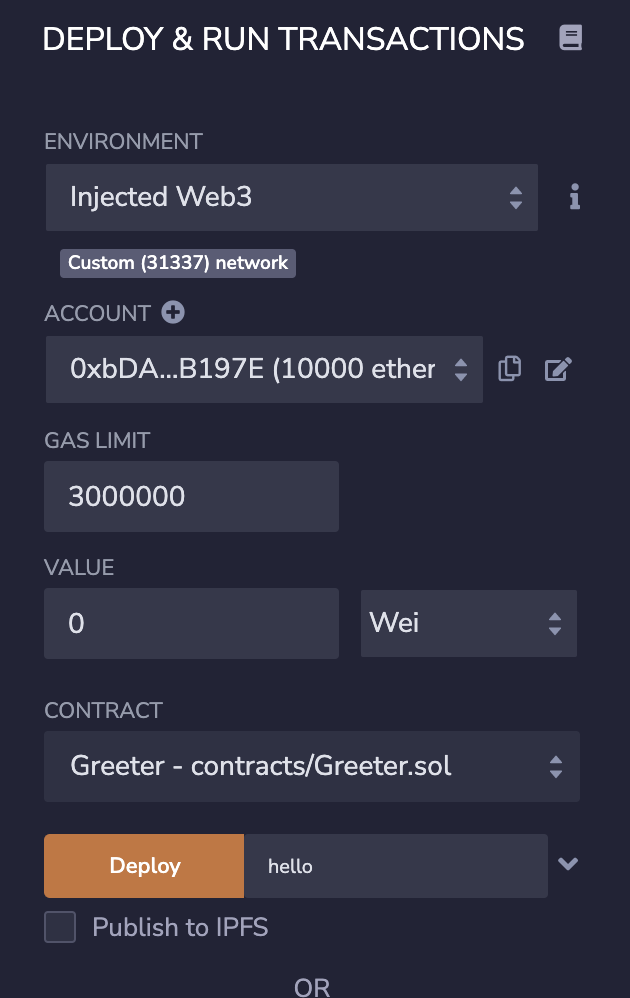 DEPLOY & RUN TRANSACTIONS
ENVIRONMENT
Injected Web3
Custom (31337) network
ACCOUNT
0xbDA...B197E (10000 ether
GAS LIMIT
3000000
VALUE
0 Wei
CONTRACT
Greeter - contracts/Greeter.sol
Deploy hello
Publish to IPFS
OR